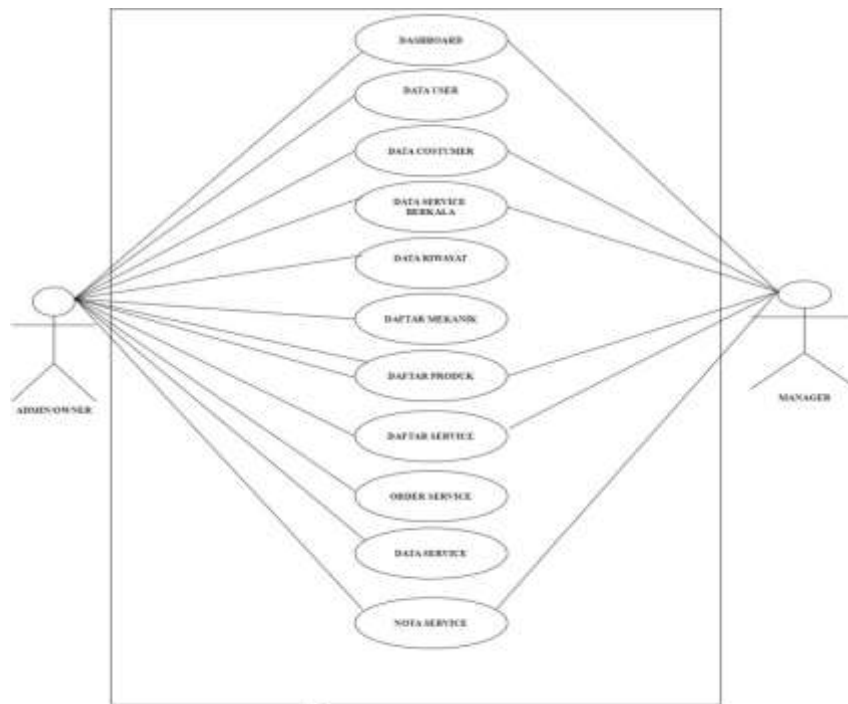 DASHBOARD
DATA USER
DATA COSTUMER
DATA SERVICE
BERKALA
DATA RIWAYAT
DAFTAR MEKANIK
DAFTAR PRODUK
DAFTAR SERVICE
ORDER SERVICE
DATA SERVICE
NOTA SERVICE
ADMIN/OWNER
MANAGER